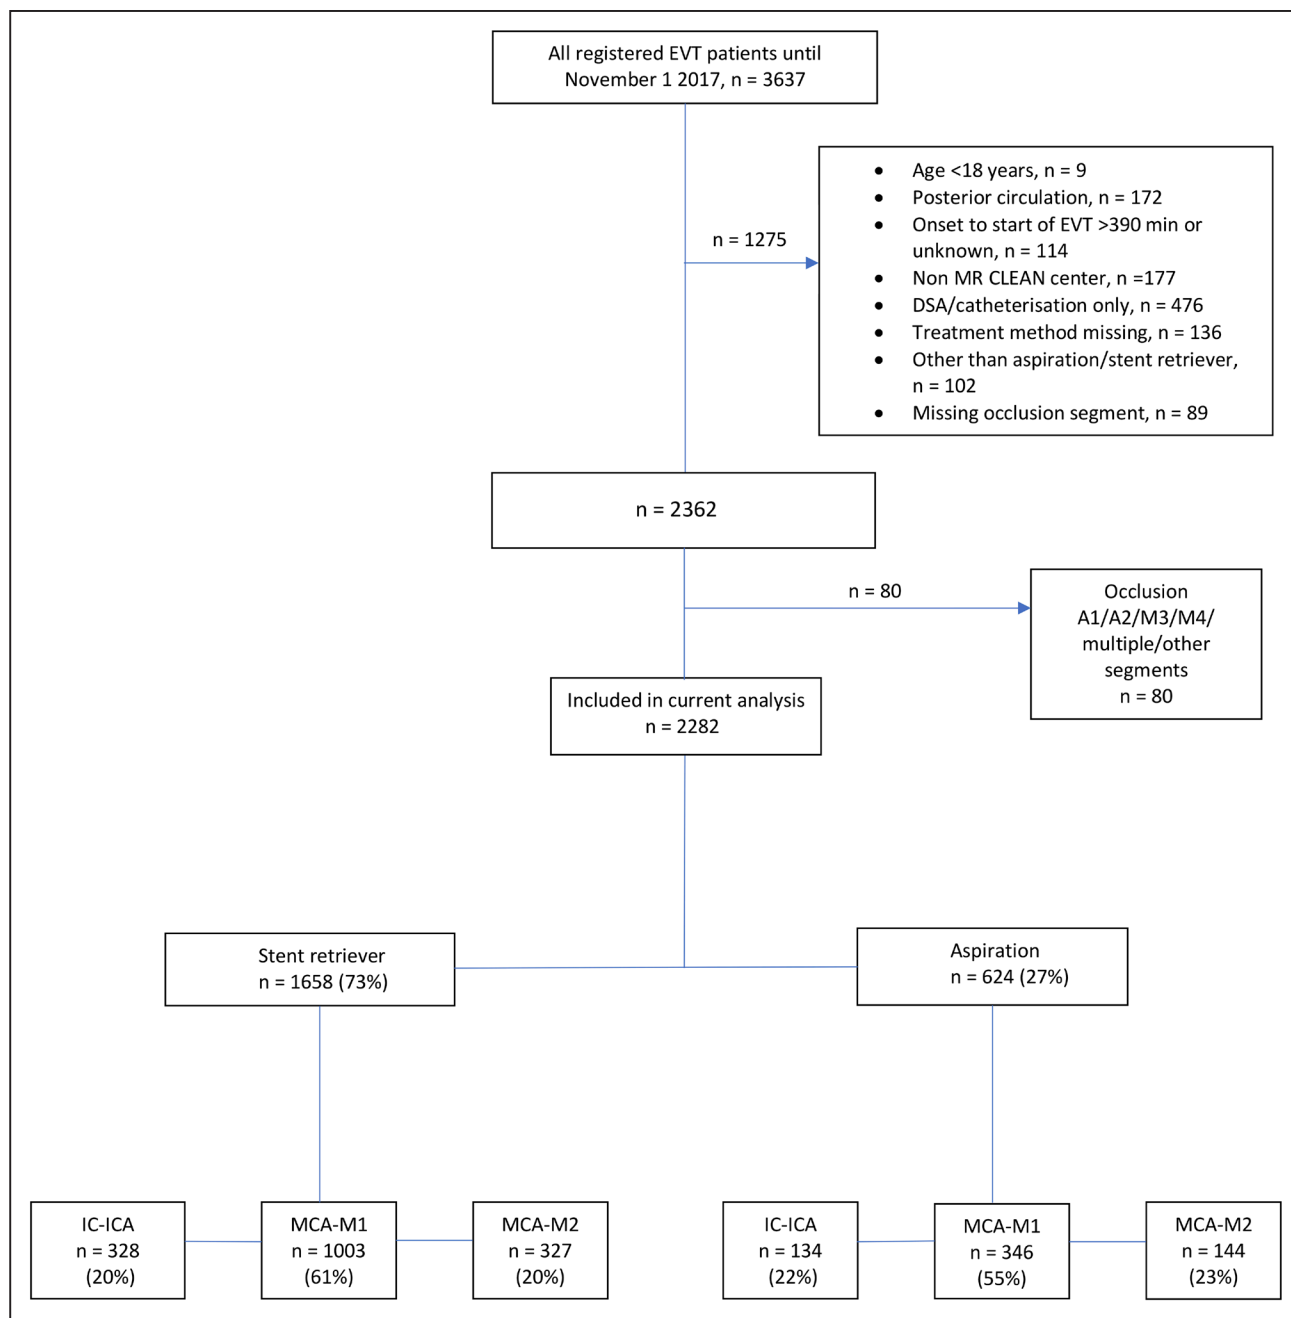 All registered EVT patients until
November 1 2017, n = 3637
n = 1275
• Age <18 years, n = 9
• Posterior circulation, n = 172
• Onset to start of EVT >390 min or
unknown, n = 114
• Non MR CLEAN center, n =177
• DSA/catheterisation only, n = 476
• Treatment method missing, n = 136
• Other than aspiration/stent retriever,
n = 102
• Missing occlusion segment, n = 89
n = 2362
n = 80
Occlusion
A1/A2/M3/M4/
multiple/other
segments
n = 80
Included in current analysis
n = 2282
Stent retriever
n = 1658 (73%)
Aspiration
n = 624 (27%)
IC-ICA
n = 328
(20%)
MCA-M1
n = 1003
(61%)
MCA-M2
n = 327
(20%)
IC-ICA
n = 134
(22%)
MCA-M1
n = 346
(55%)
MCA-M2
n = 144
(23%)